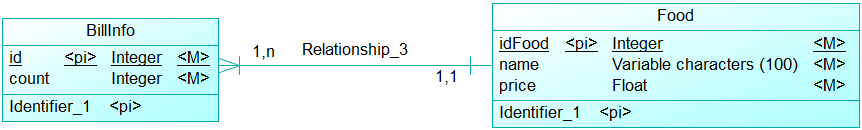 BillInfo
id <pi> Integer <M>
count Integer <M>
Identifier_1 <pi>
1,n
Relationship_3
1,1
Food
idFood <pi> Integer <M>
name Variable characters (100) <M>
price Float <M>
Identifier_1 <pi>